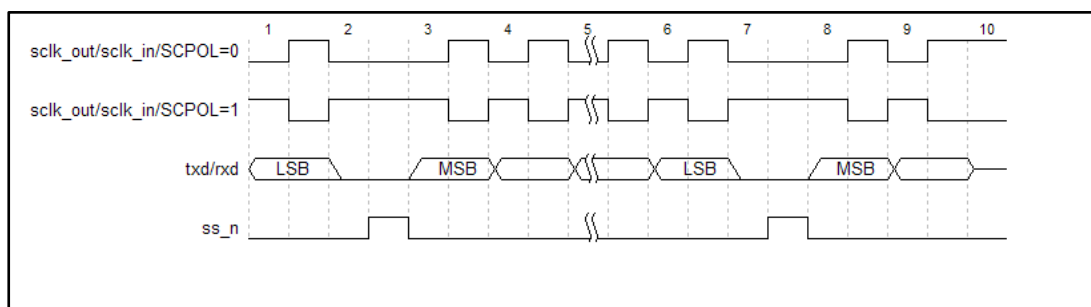 1 2 3 4 5 6 7 8 9 10
sclk_out/sclk_in/SCPOL=0
sclk_out/sclk_in/SCPOL=1
txd/rxd LSB MSB LSB MSB
ss_n